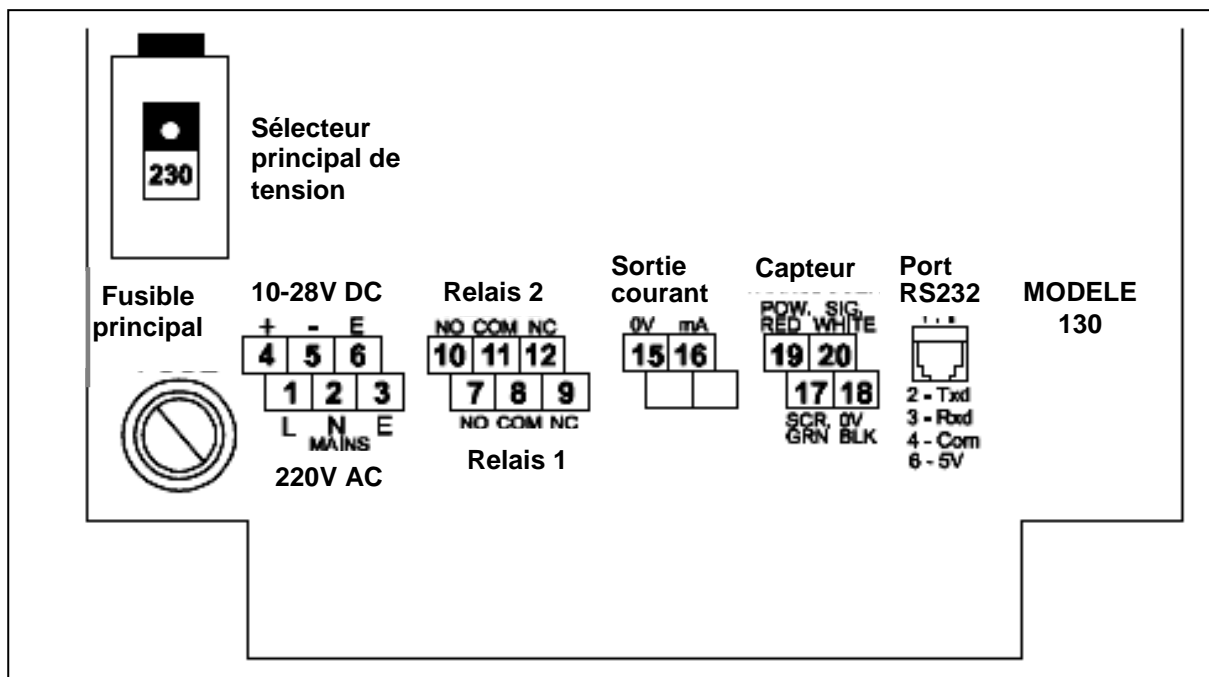 230
Sélecteur
principal de
tension
Fusible
principal
10-28V DC
+ - E
4 5 6
1 2 3
L N E
MAINS
220V AC
Relais 2
NO COM NC
10 11 12
7 8 9
NO COM NC
Relais 1
Sortie
courant
0V mA
15 16
Capteur
POW. SIG.
RED WHITE
19 20
17 18
SCR. 0V
GRN BLK
Port
RS232
2 - Txd
3 - Rxd
4 - Com
6 - 5V
MODELE
130